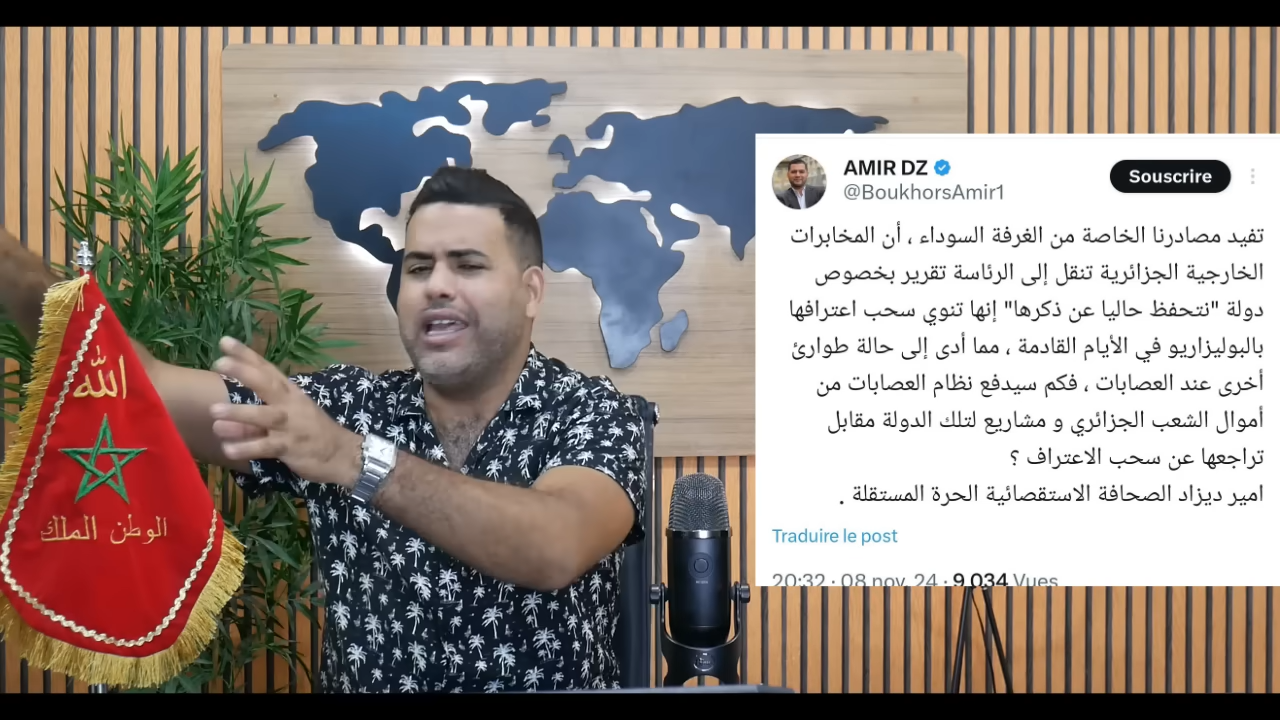 الله
الوطن الملك
AMIR DZ
@BoukhorsAmir1
Souscrire
تفيد مصادرنا الخاصة من الغرفة السوداء ، أن المخابرات
الخارجية الجزائرية تنقل إلى الرئاسة تقرير بخصوص
دولة "نتحفظ حاليا عن ذكرها" إنها تنوي سحب اعترافها
بالبوليزاريو في الأيام القادمة ، مما أدى إلى حالة طوارئ
أخرى عند العصابات ، فكم سيدفع نظام العصابات من
أموال الشعب الجزائري و مشاريع لتلك الدولة مقابل
تراجعها عن سحب الاعتراف ؟
امير ديزاد الصحافة الاستقصائية الحرة المستقلة .
Traduire le post
20:32 · 08 nov. 24 · 9 034 Vues